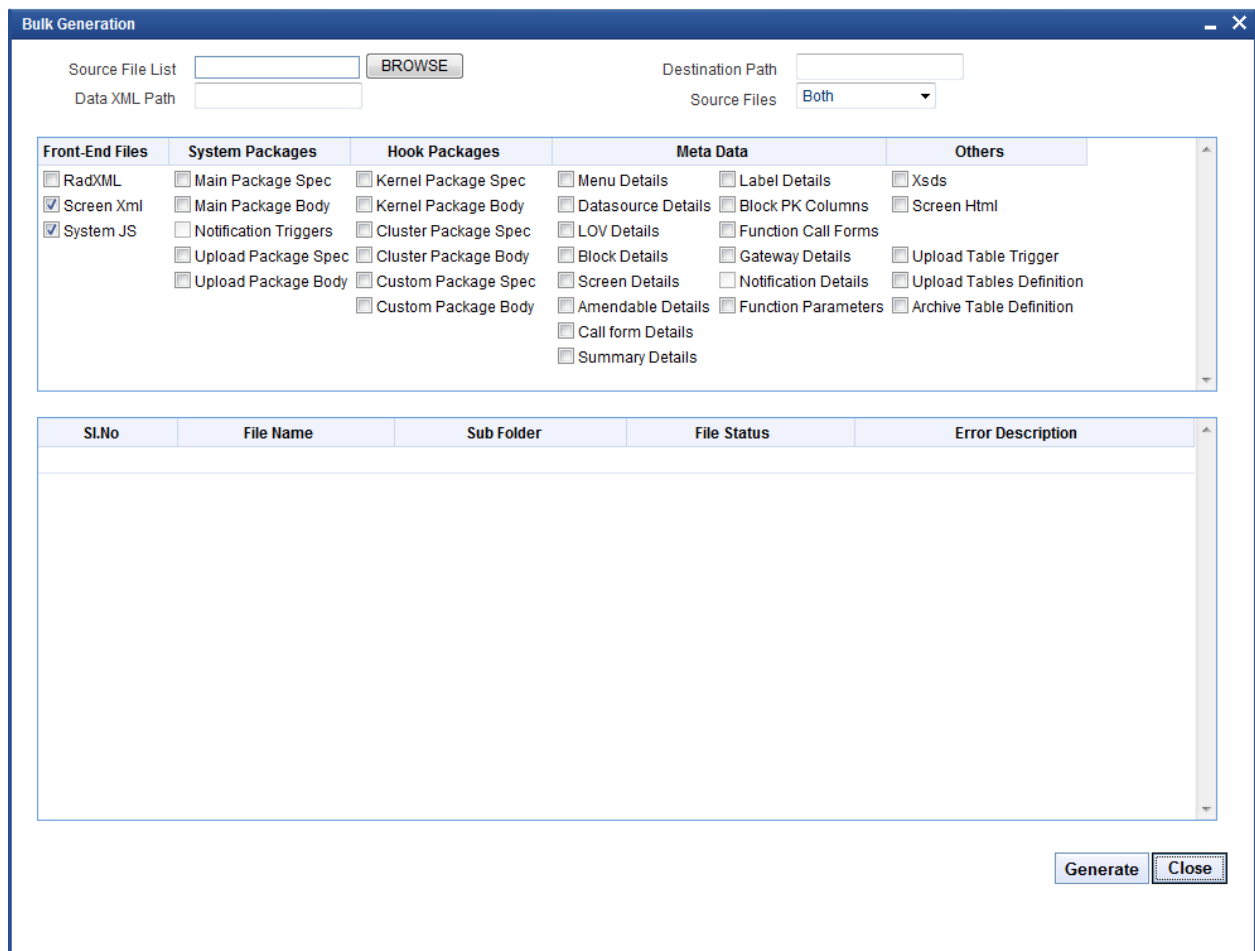 Bulk Generation
Source File List BROWSE Destination Path
Data XML Path Source Files Both
Front-End Files System Packages Hook Packages Meta Data Others
RadXML Main Package Spec Kernel Package Spec Menu Details Label Details Xsds
Screen Xml Main Package Body Kernel Package Body Datasource Details Block PK Columns Screen Html
System JS Notification Triggers Cluster Package Spec LOV Details Function Call Forms
Upload Package Spec Cluster Package Body Block Details Gateway Details Upload Table Trigger
Upload Package Body Custom Package Spec Screen Details Notification Details Upload Tables Definition
Custom Package Body Amendable Details Function Parameters Archive Table Definition
Call form Details
Summary Details
Sl.No File Name Sub Folder File Status Error Description
Generate Close